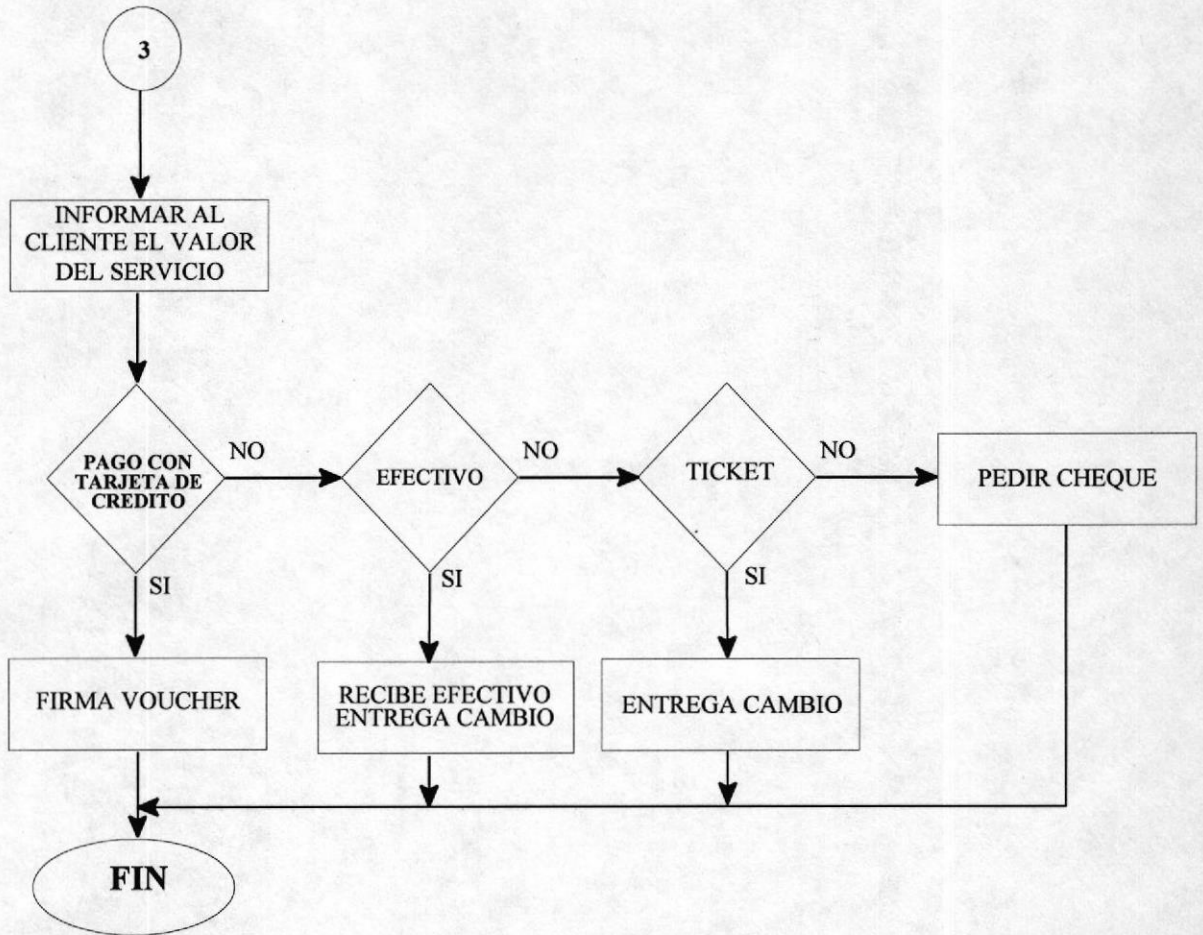 3
INFORMAR AL
CLIENTE EL VALOR
DEL SERVICIO
PAGO CON
TARJETA DE
CREDITO
NO
EFECTIVO
NO
TICKET
NO
PEDIR CHEQUE
SI
SI
SI
FIRMA VOUCHER
RECIBE EFECTIVO
ENTREGA CAMBIO
ENTREGA CAMBIO
FIN